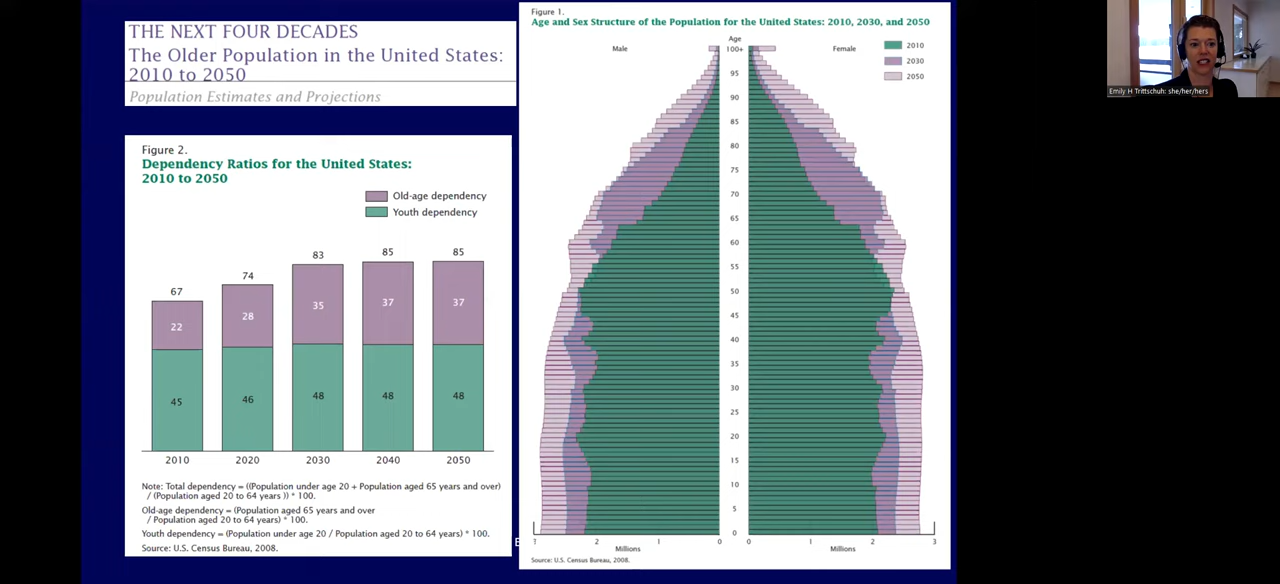 THE NEXT FOUR DECADES
The Older Population in the United States:
2010 to 2050
Population Estimates and Projections
Figure 2.
Dependency Ratios for the United States:
2010 to 2050
Old-age dependency
Youth dependency
67
74
83
85
85
22
28
35
37
37
45
46
48
48
48
2010
2020
2030
2040
2050
Note: Total dependency = ((Population under age 20 + Population aged 65 years and over)
/ (Population aged 20 to 64 years )) * 100.
Old-age dependency = (Population aged 65 years and over
/ Population aged 20 to 64 years) * 100.
Youth dependency = (Population under age 20 / Population aged 20 to 64 years) * 100.
Source: U.S. Census Bureau, 2008.
Figure 1.
Age and Sex Structure of the Population for the United States: 2010, 2030, and 2050
Male
Age
Female
2010
2030
2050
100+
95
90
85
80
75
70
65
60
55
50
45
40
35
30
25
20
15
10
5
0
1
2
1
0
0
1
2
3
Millions
Millions
Source: U.S. Census Bureau, 2008.
E
Emily H Trittschuh: she/her/hers